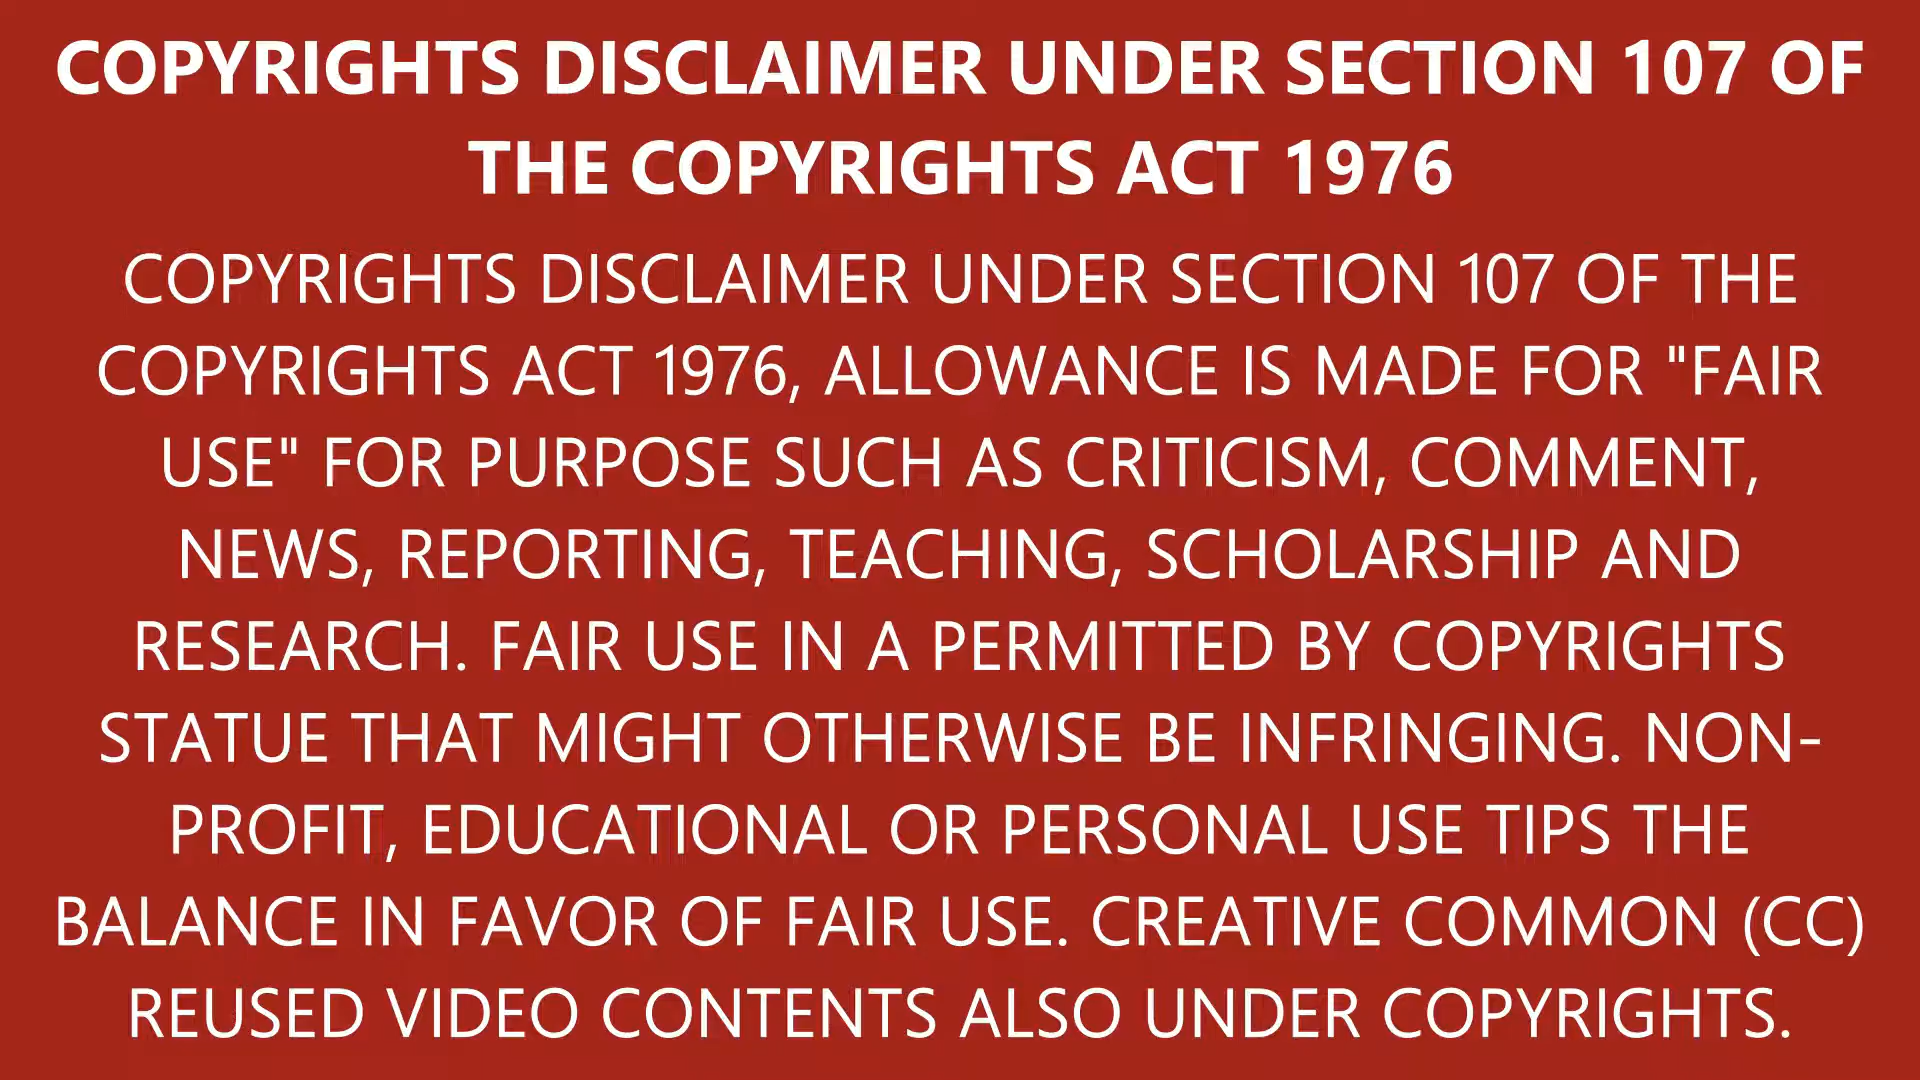 COPYRIGHTS DISCLAIMER UNDER SECTION 107 OF
THE COPYRIGHTS ACT 1976
COPYRIGHTS DISCLAIMER UNDER SECTION 107 OF THE
COPYRIGHTS ACT 1976, ALLOWANCE IS MADE FOR "FAIR
USE" FOR PURPOSE SUCH AS CRITICISM, COMMENT,
NEWS, REPORTING, TEACHING, SCHOLARSHIP AND
RESEARCH. FAIR USE IN A PERMITTED BY COPYRIGHTS
STATUE THAT MIGHT OTHERWISE BE INFRINGING. NON-
PROFIT, EDUCATIONAL OR PERSONAL USE TIPS THE
BALANCE IN FAVOR OF FAIR USE. CREATIVE COMMON (CC)
REUSED VIDEO CONTENTS ALSO UNDER COPYRIGHTS.